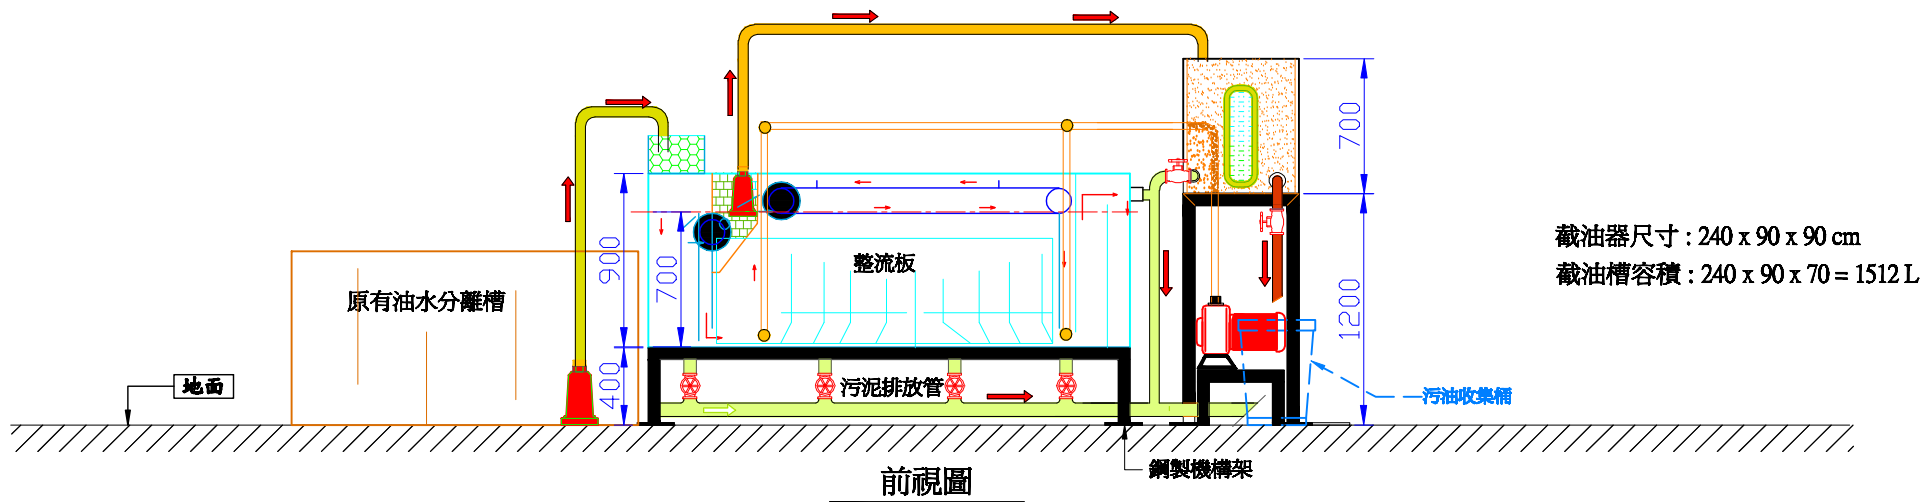 700
截油器尺寸 : 240 x 90 x 90 cm
截油槽容積 : 240 x 90 x 70 = 1512 L
整流板
900
700
原有油水分離槽
1200
地面
400
污泥排放管
污油收集桶
鋼製機構架
前視圖